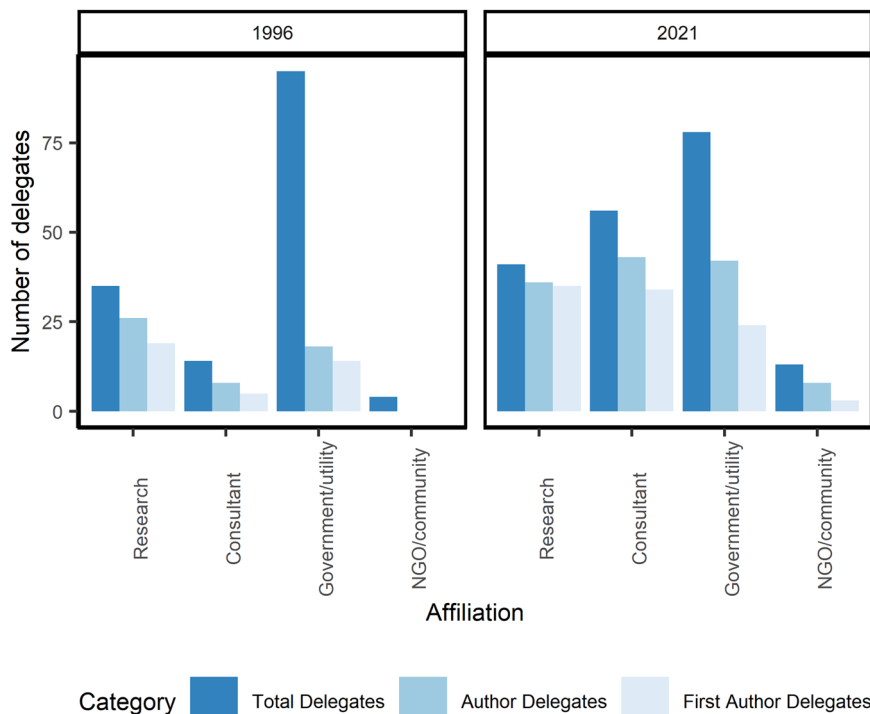 1996
2021
Number of delegates
75
50
25
0
Research
Consultant
Government/utility
NGO/community
Research
Consultant
Government/utility
NGO/community
Affiliation
Category
Total Delegates
Author Delegates
First Author Delegates